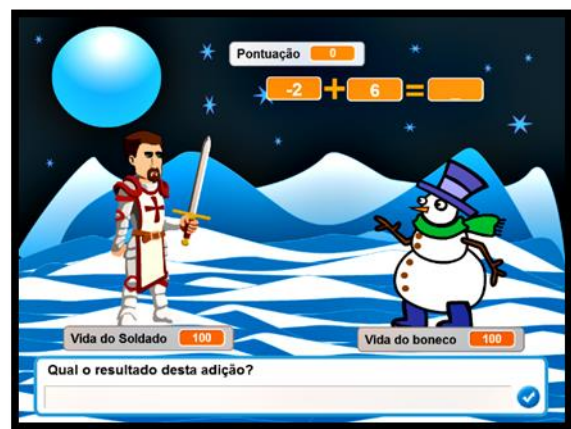 Pontuação 0
-2 + 6 = _
Vida do Soldado 100
Vida do boneco 100
Qual o resultado desta adição?